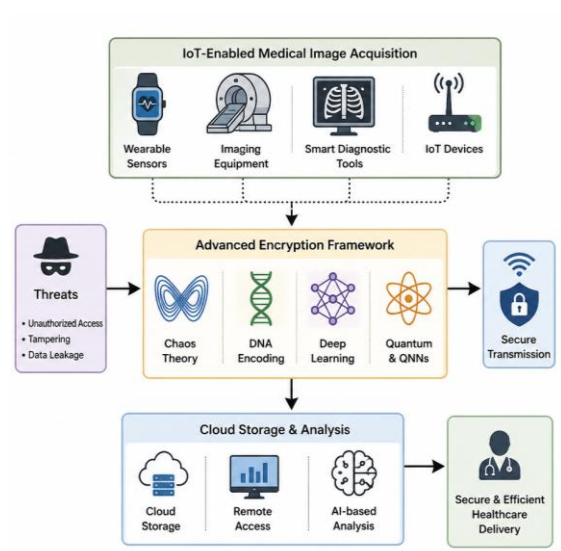 IoT-Enabled Medical Image Acquisition
Wearable
Sensors
Imaging
Equipment
Smart Diagnostic
Tools
IoT Devices
Threats
• Unauthorized Access
• Tampering
• Data Leakage
Advanced Encryption Framework
Chaos
Theory
DNA
Encoding
Deep
Learning
Quantum
& QNNs
Secure
Transmission
Cloud Storage & Analysis
Cloud
Storage
Remote
Access
AI-based
Analysis
Secure & Efficient
Healthcare
Delivery